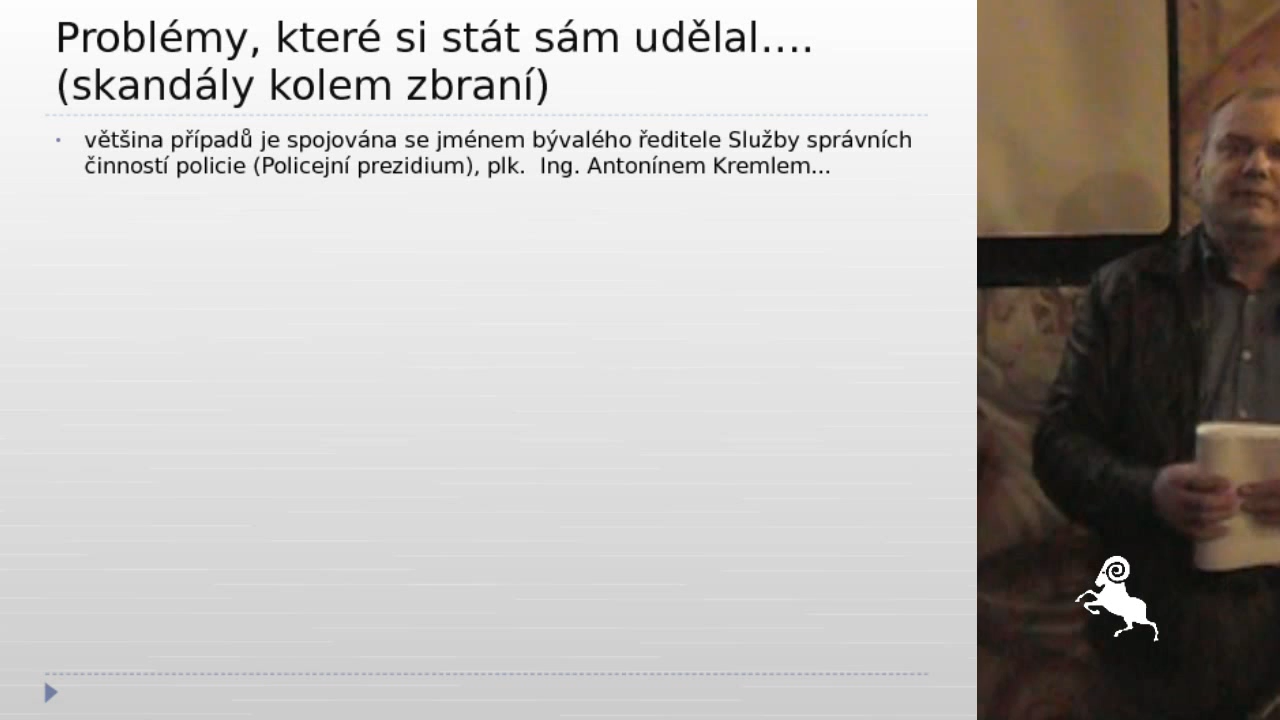 Problémy, které si stát sám udělal....
(skandály kolem zbraní)
většina případů je spojována se jménem bývalého ředitele Služby správních
činností policie (Policejní prezidium), plk.  Ing. Antonínem Kremlem...